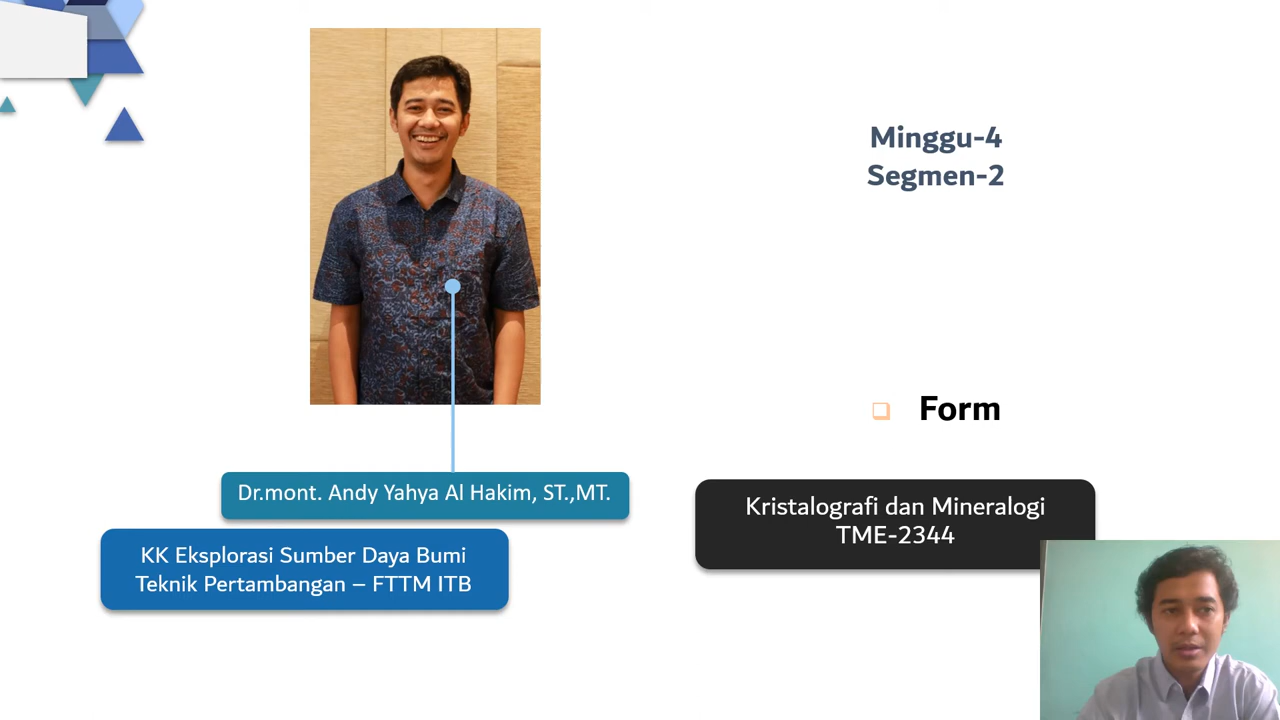 Minggu-4
Segmen-2
Form
Dr.mont. Andy Yahya Al Hakim, ST.,MT.
KK Eksplorasi Sumber Daya Bumi
Teknik Pertambangan – FTTM ITB
Kristalografi dan Mineralogi
TME-2344